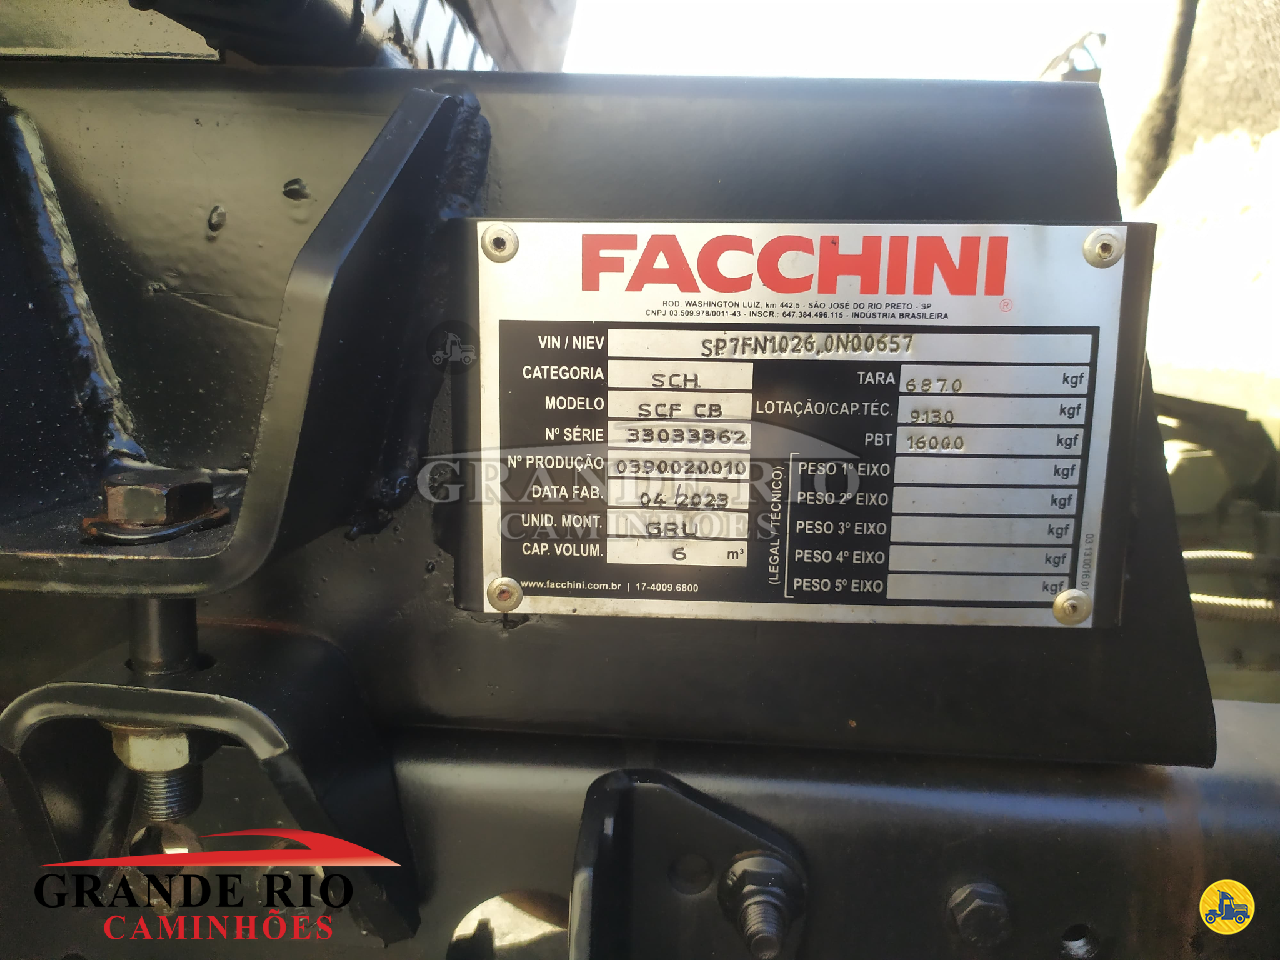 FACCHINI
ROD. WASHINGTON LUIZ, km 442.5 - SÃO JOSÉ DO RIO PRETO - SP
CNPJ 03.509.978/0011-43 - INSCR.: 647.384.496.115 - INDÚSTRIA BRASILEIRA
VIN / NIEV SP7FN1026,0N00657
CATEGORIA SCH
MODELO SCF CB
Nº SÉRIE 33033362
Nº PRODUÇÃO 0390020010
DATA FAB. 04/2023
UNID. MONT. GRU
CAP. VOLUM. 6 m³
www.facchini.com.br | 17-4009.6800
TARA 6870 kgf
LOTAÇÃO/CAP.TÉC. 9130 kgf
PBT 16000 kgf
(LEGAL / TÉCNICO)
PESO 1º EIXO kgf
PESO 2º EIXO kgf
PESO 3º EIXO kgf
PESO 4º EIXO kgf
PESO 5º EIXO kgf
GRANDE RIO
CAMINHÕES
GRANDE RIO
CAMINHÕES